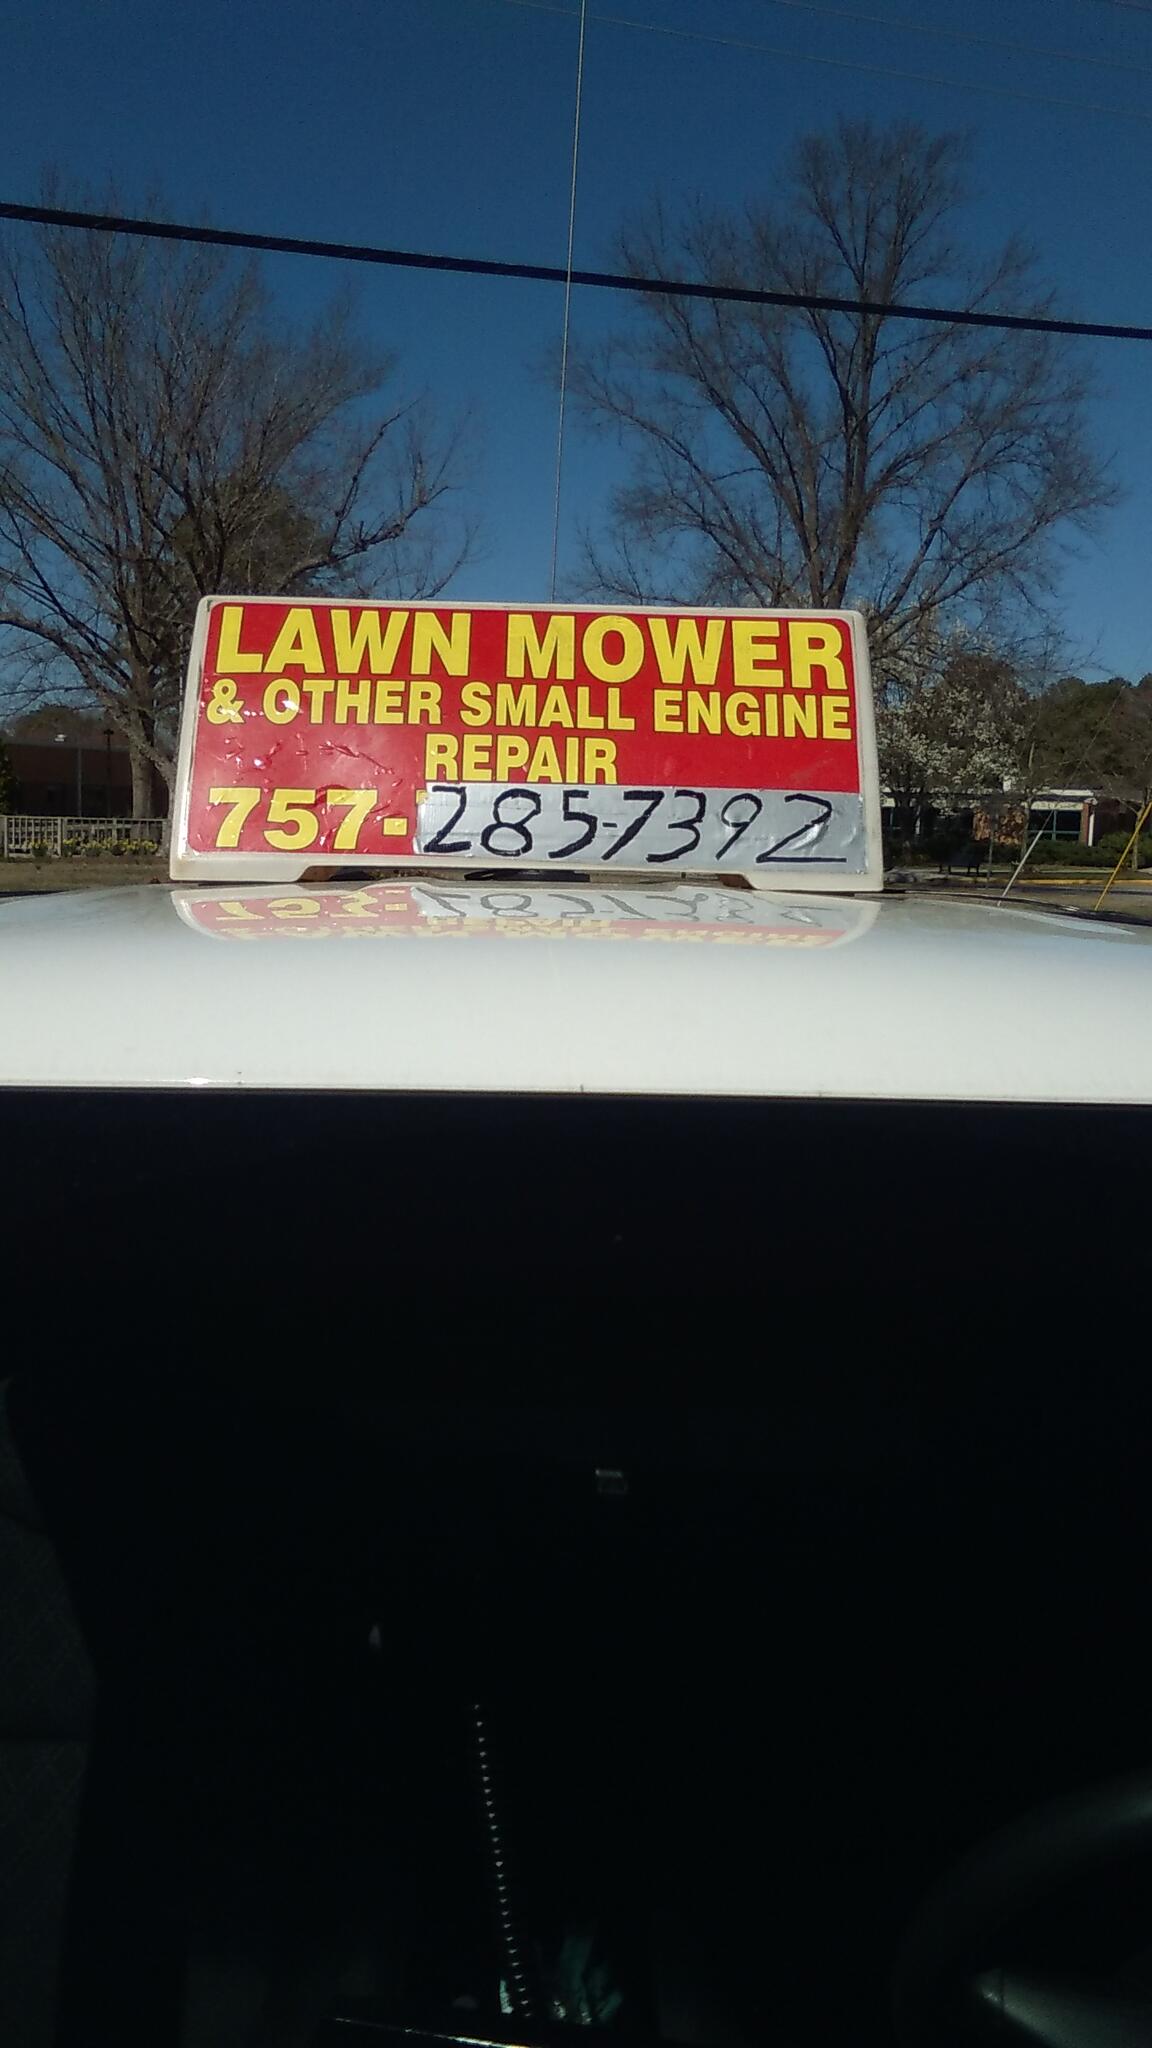 LAWN MOWER
& OTHER SMALL ENGINE
REPAIR
757-285-7392